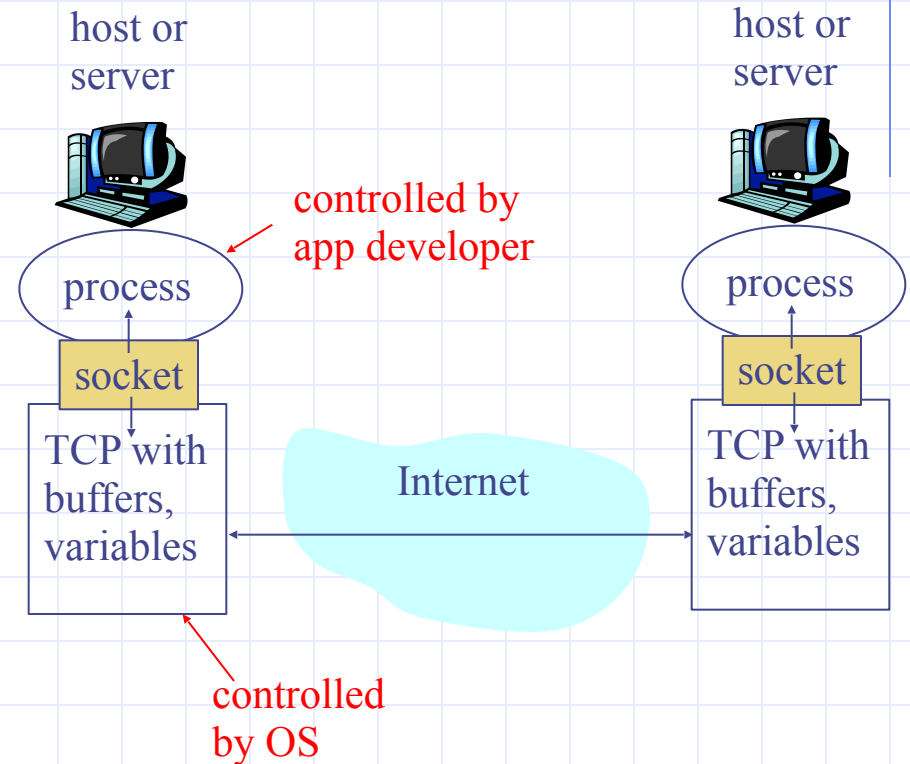 host or
server
host or
server
controlled by
app developer
process
process
socket
socket
TCP with
buffers,
variables
Internet
TCP with
buffers,
variables
controlled
by OS